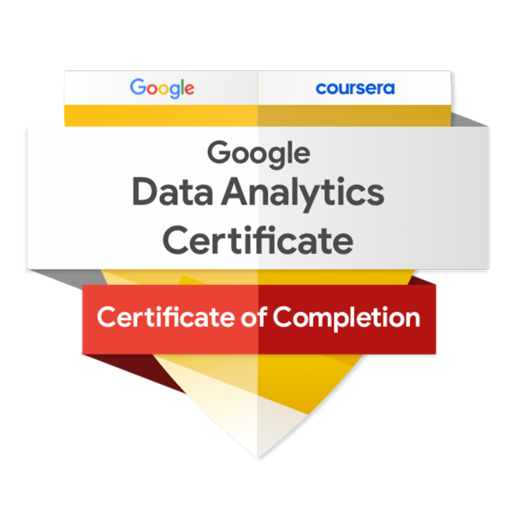 Google coursera
Google
Data Analytics
Certificate
Certificate of Completion